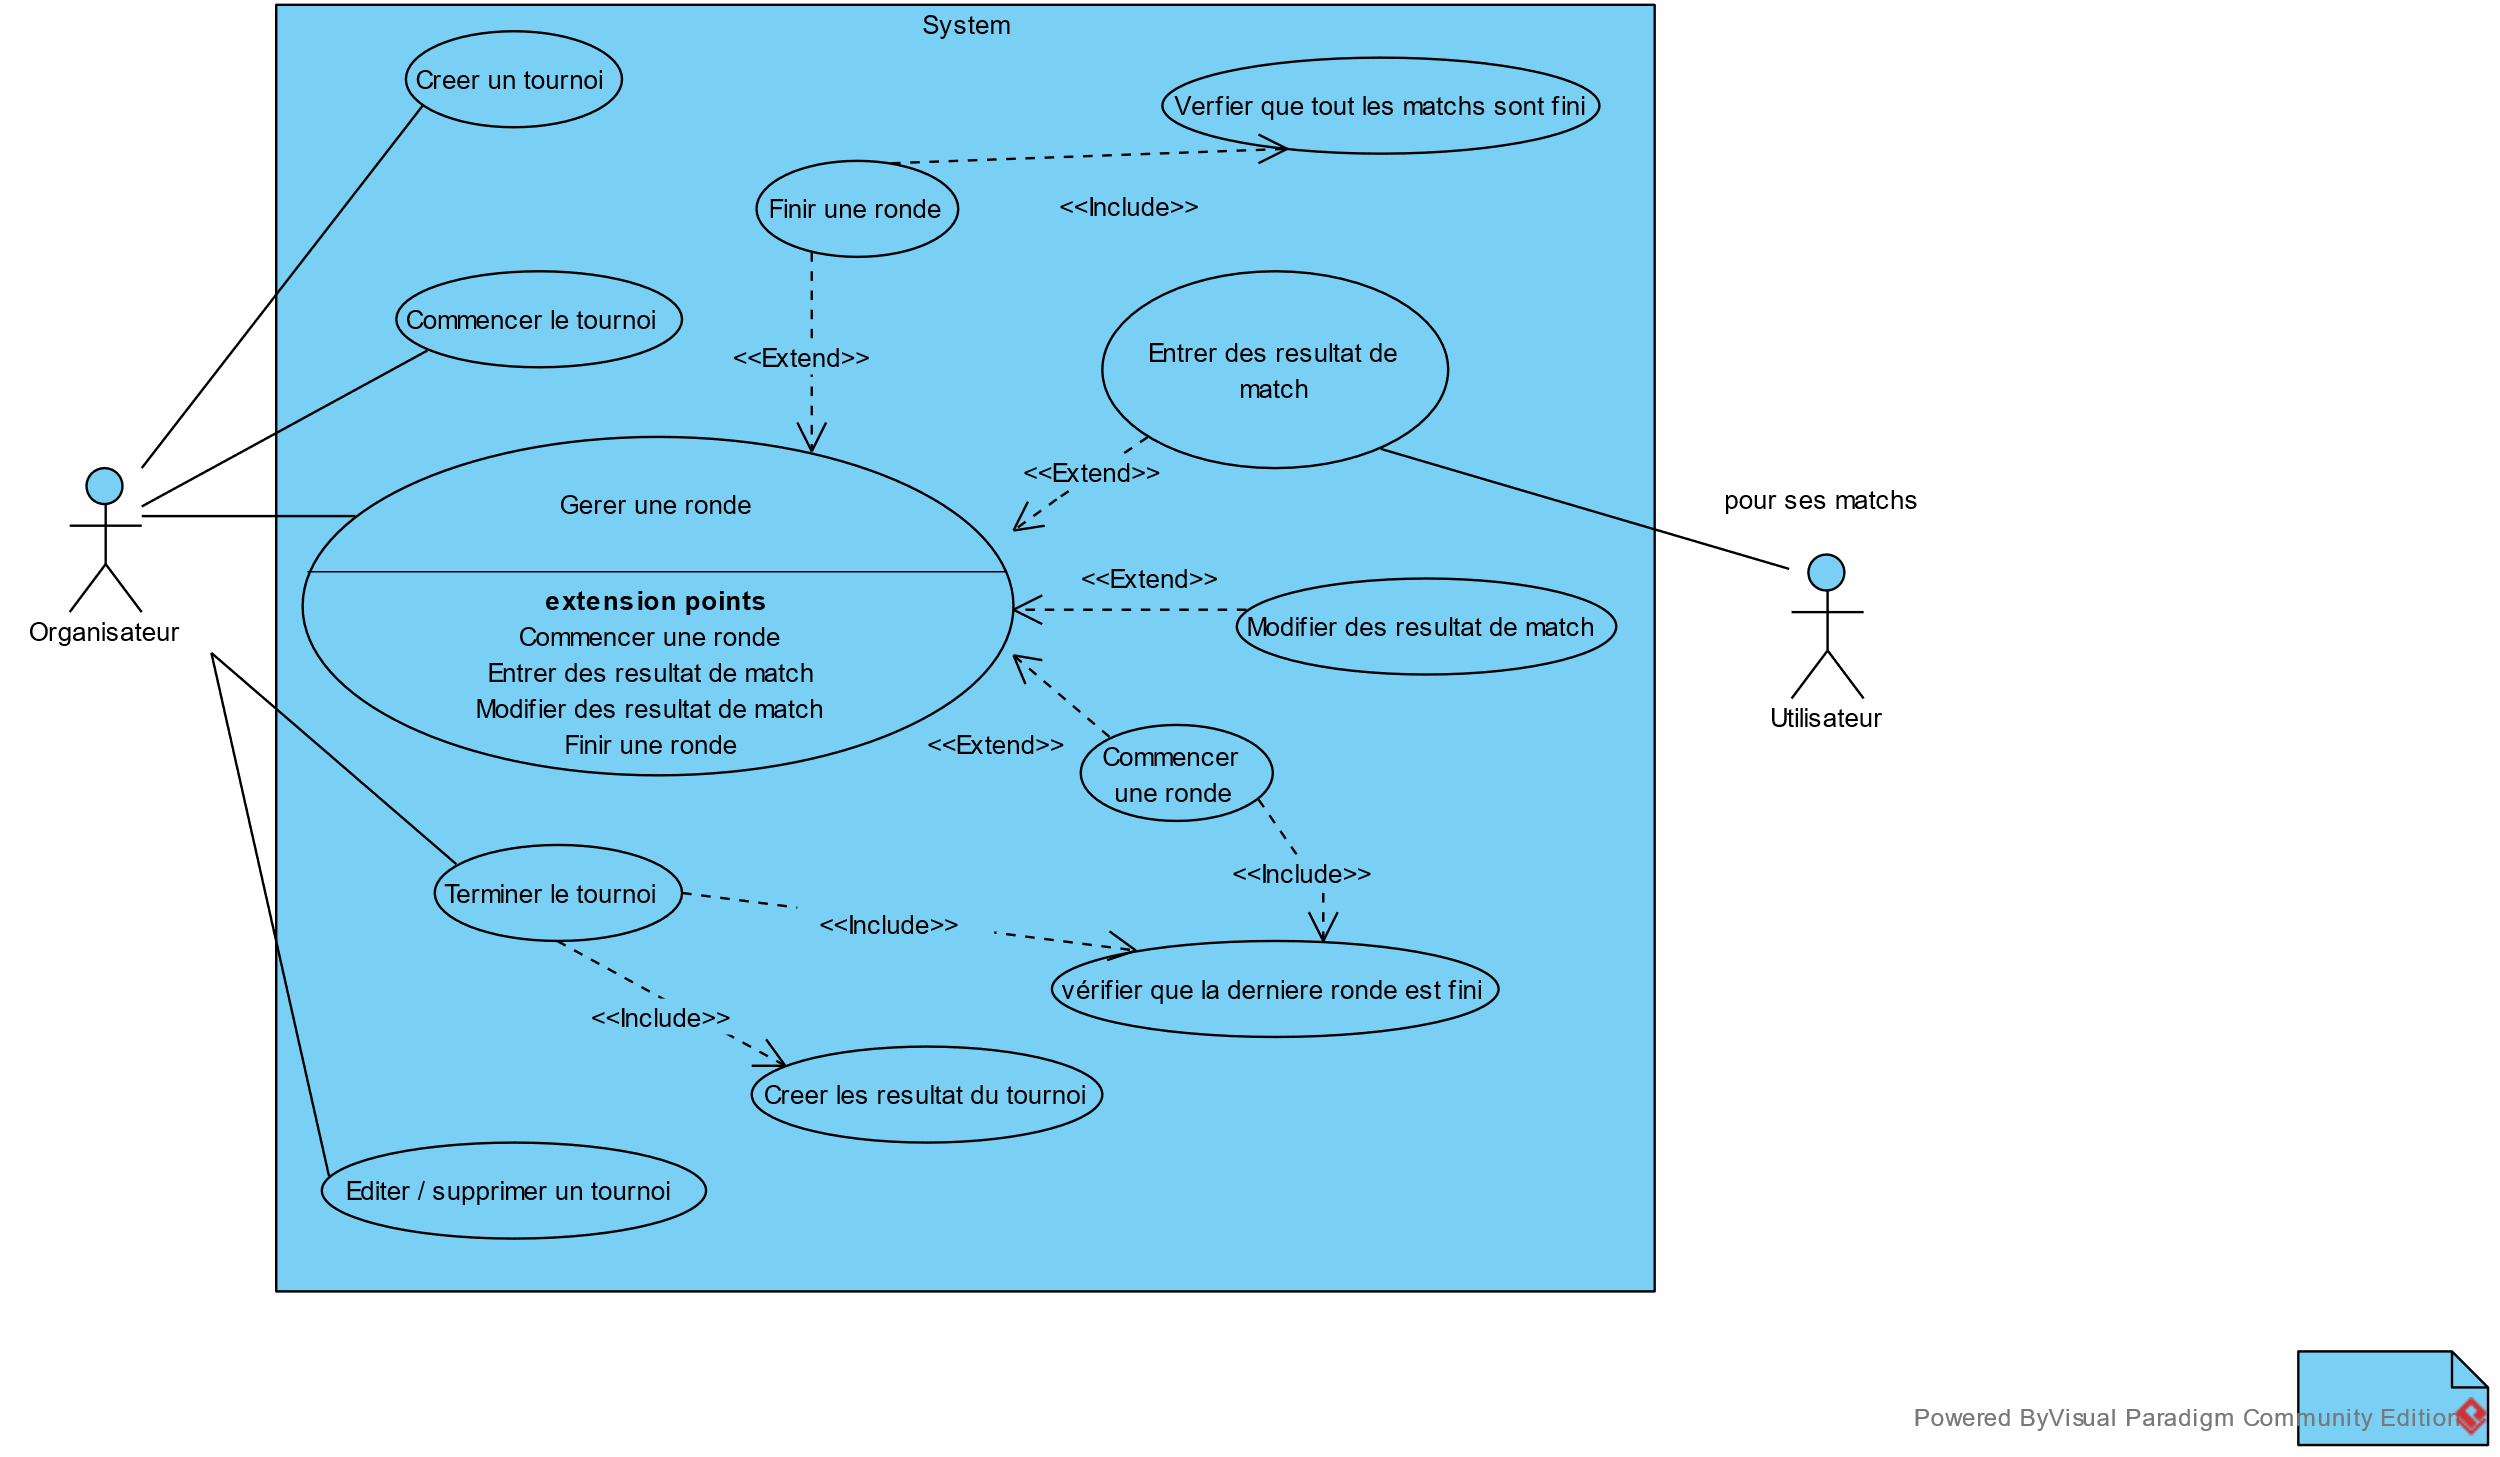 System
Creer un tournoi
Verfier que tout les matchs sont fini
Finir une ronde
<<Include>>
Commencer le tournoi
<<Extend>>
Entrer des resultat de
match
<<Extend>>
pour ses matchs
Gerer une ronde
extension points
Commencer une ronde
Entrer des resultat de match
Modifier des resultat de match
Finir une ronde
<<Extend>>
Modifier des resultat de match
Organisateur
Utilisateur
<<Extend>>
Commencer
une ronde
<<Include>>
Terminer le tournoi
<<Include>>
vérifier que la derniere ronde est fini
<<Include>>
Creer les resultat du tournoi
Editer / supprimer un tournoi
Powered ByVisual Paradigm Community Edition